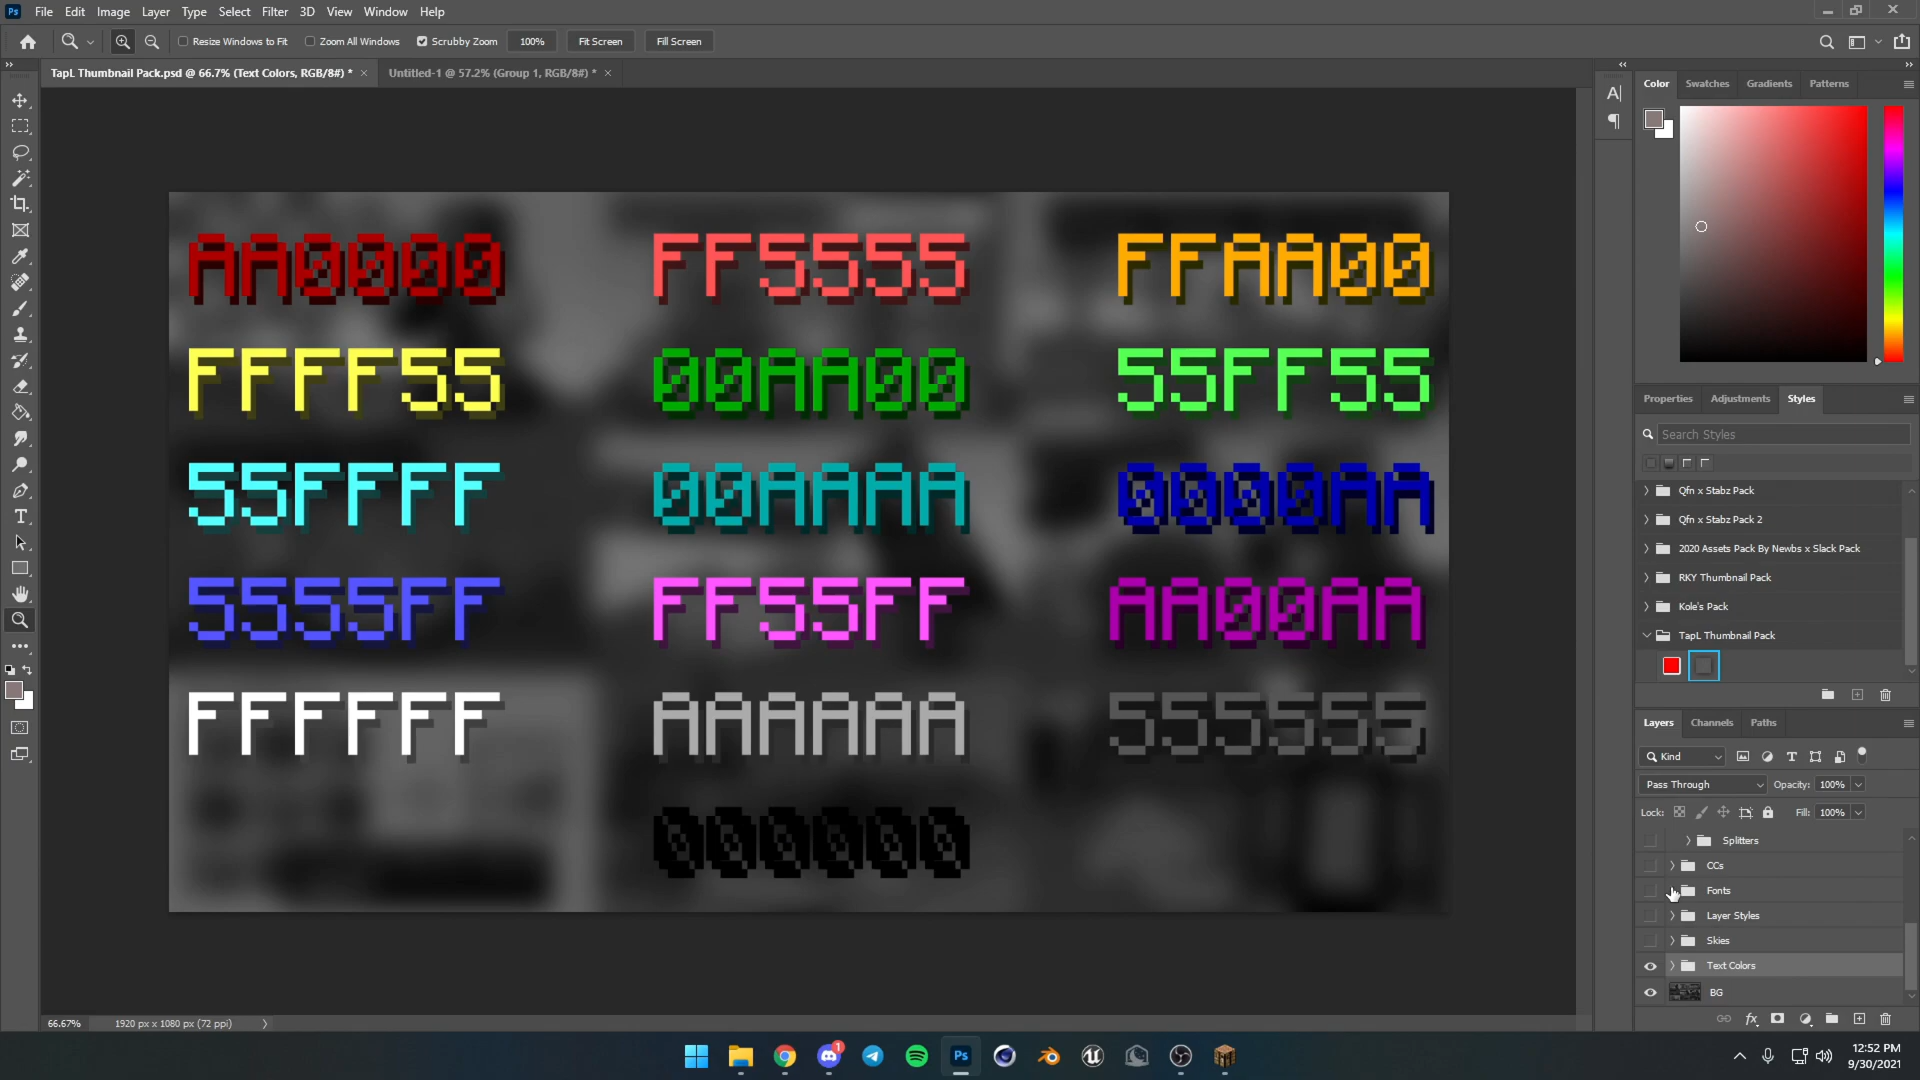 Ps File Edit Image Layer Type Select Filter 3D View Window Help
Resize Windows to Fit Zoom All Windows Scrubby Zoom 100% Fit Screen Fill Screen
TapL Thumbnail Pack.psd @ 66.7% (Text Colors, RGB/8#) * × Untitled-1 @ 57.2% (Group 1, RGB/8#) * ×
Color Swatches Gradients Patterns
AA0000 FF5555 FFAA00
FFFF55 00AA00 55FF55
55FFFF 00AAAA 0000AA
5555FF FF55FF AA00AA
FFFFFF AAAAAA 555555
000000
Properties Adjustments Styles
Search Styles
Qfn x Stabz Pack
Qfn x Stabz Pack 2
2020 Assets Pack By Newbs x Slack Pack
RKY Thumbnail Pack
Kole's Pack
TapL Thumbnail Pack
Layers Channels Paths
Kind
Pass Through Opacity: 100%
Lock: Fill: 100%
Splitters
CCs
Fonts
Layer Styles
Skies
Text Colors
BG
fx
66.67% 1920 px x 1080 px (72 ppi)
1
Ps
12:52 PM
9/30/2021